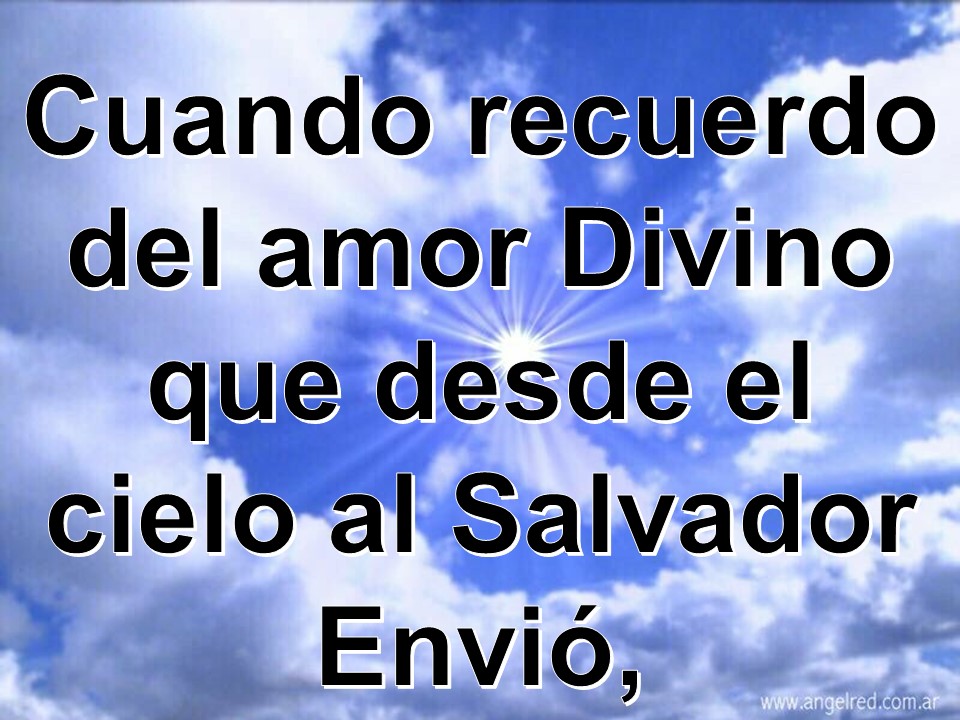 Cuando recuerdo
del amor Divino
que desde el
cielo al Salvador
Envió,
www.angelred.com.ar